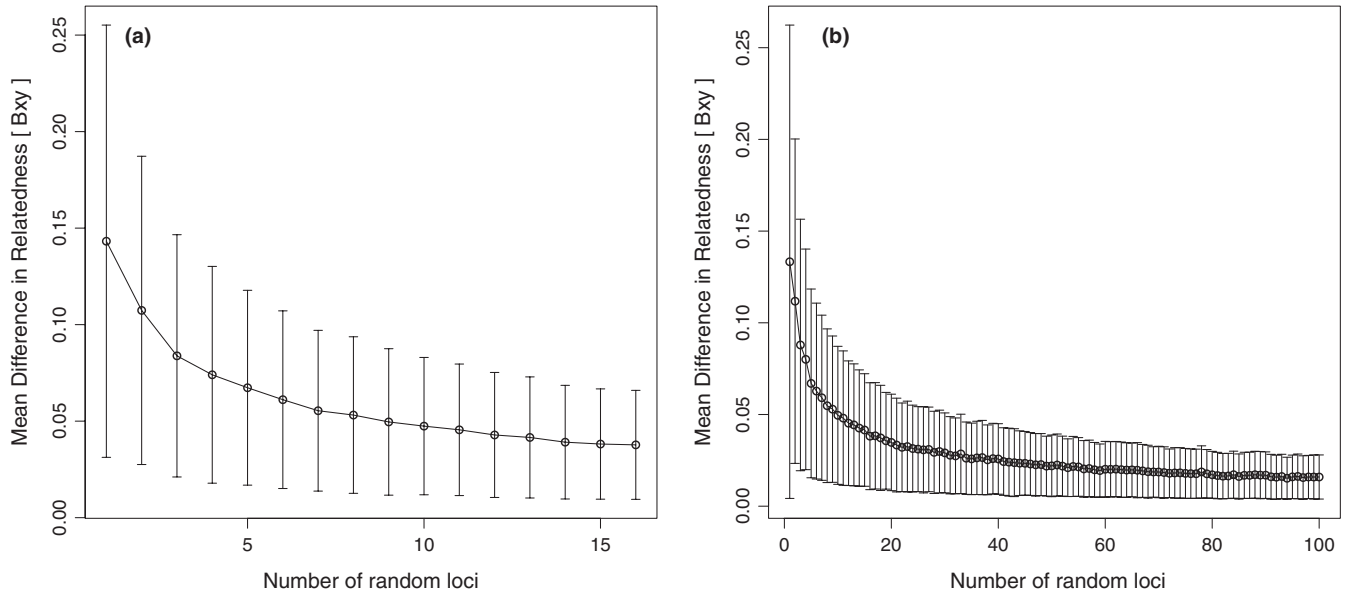 (a)
Mean Difference in Relatedness [ Bxy ]
0.25
0.20
0.15
0.10
0.05
0.00
5 10 15
Number of random loci
(b)
Mean Difference in Relatedness [ Bxy ]
0.25
0.20
0.15
0.10
0.05
0.00
0 20 40 60 80 100
Number of random loci